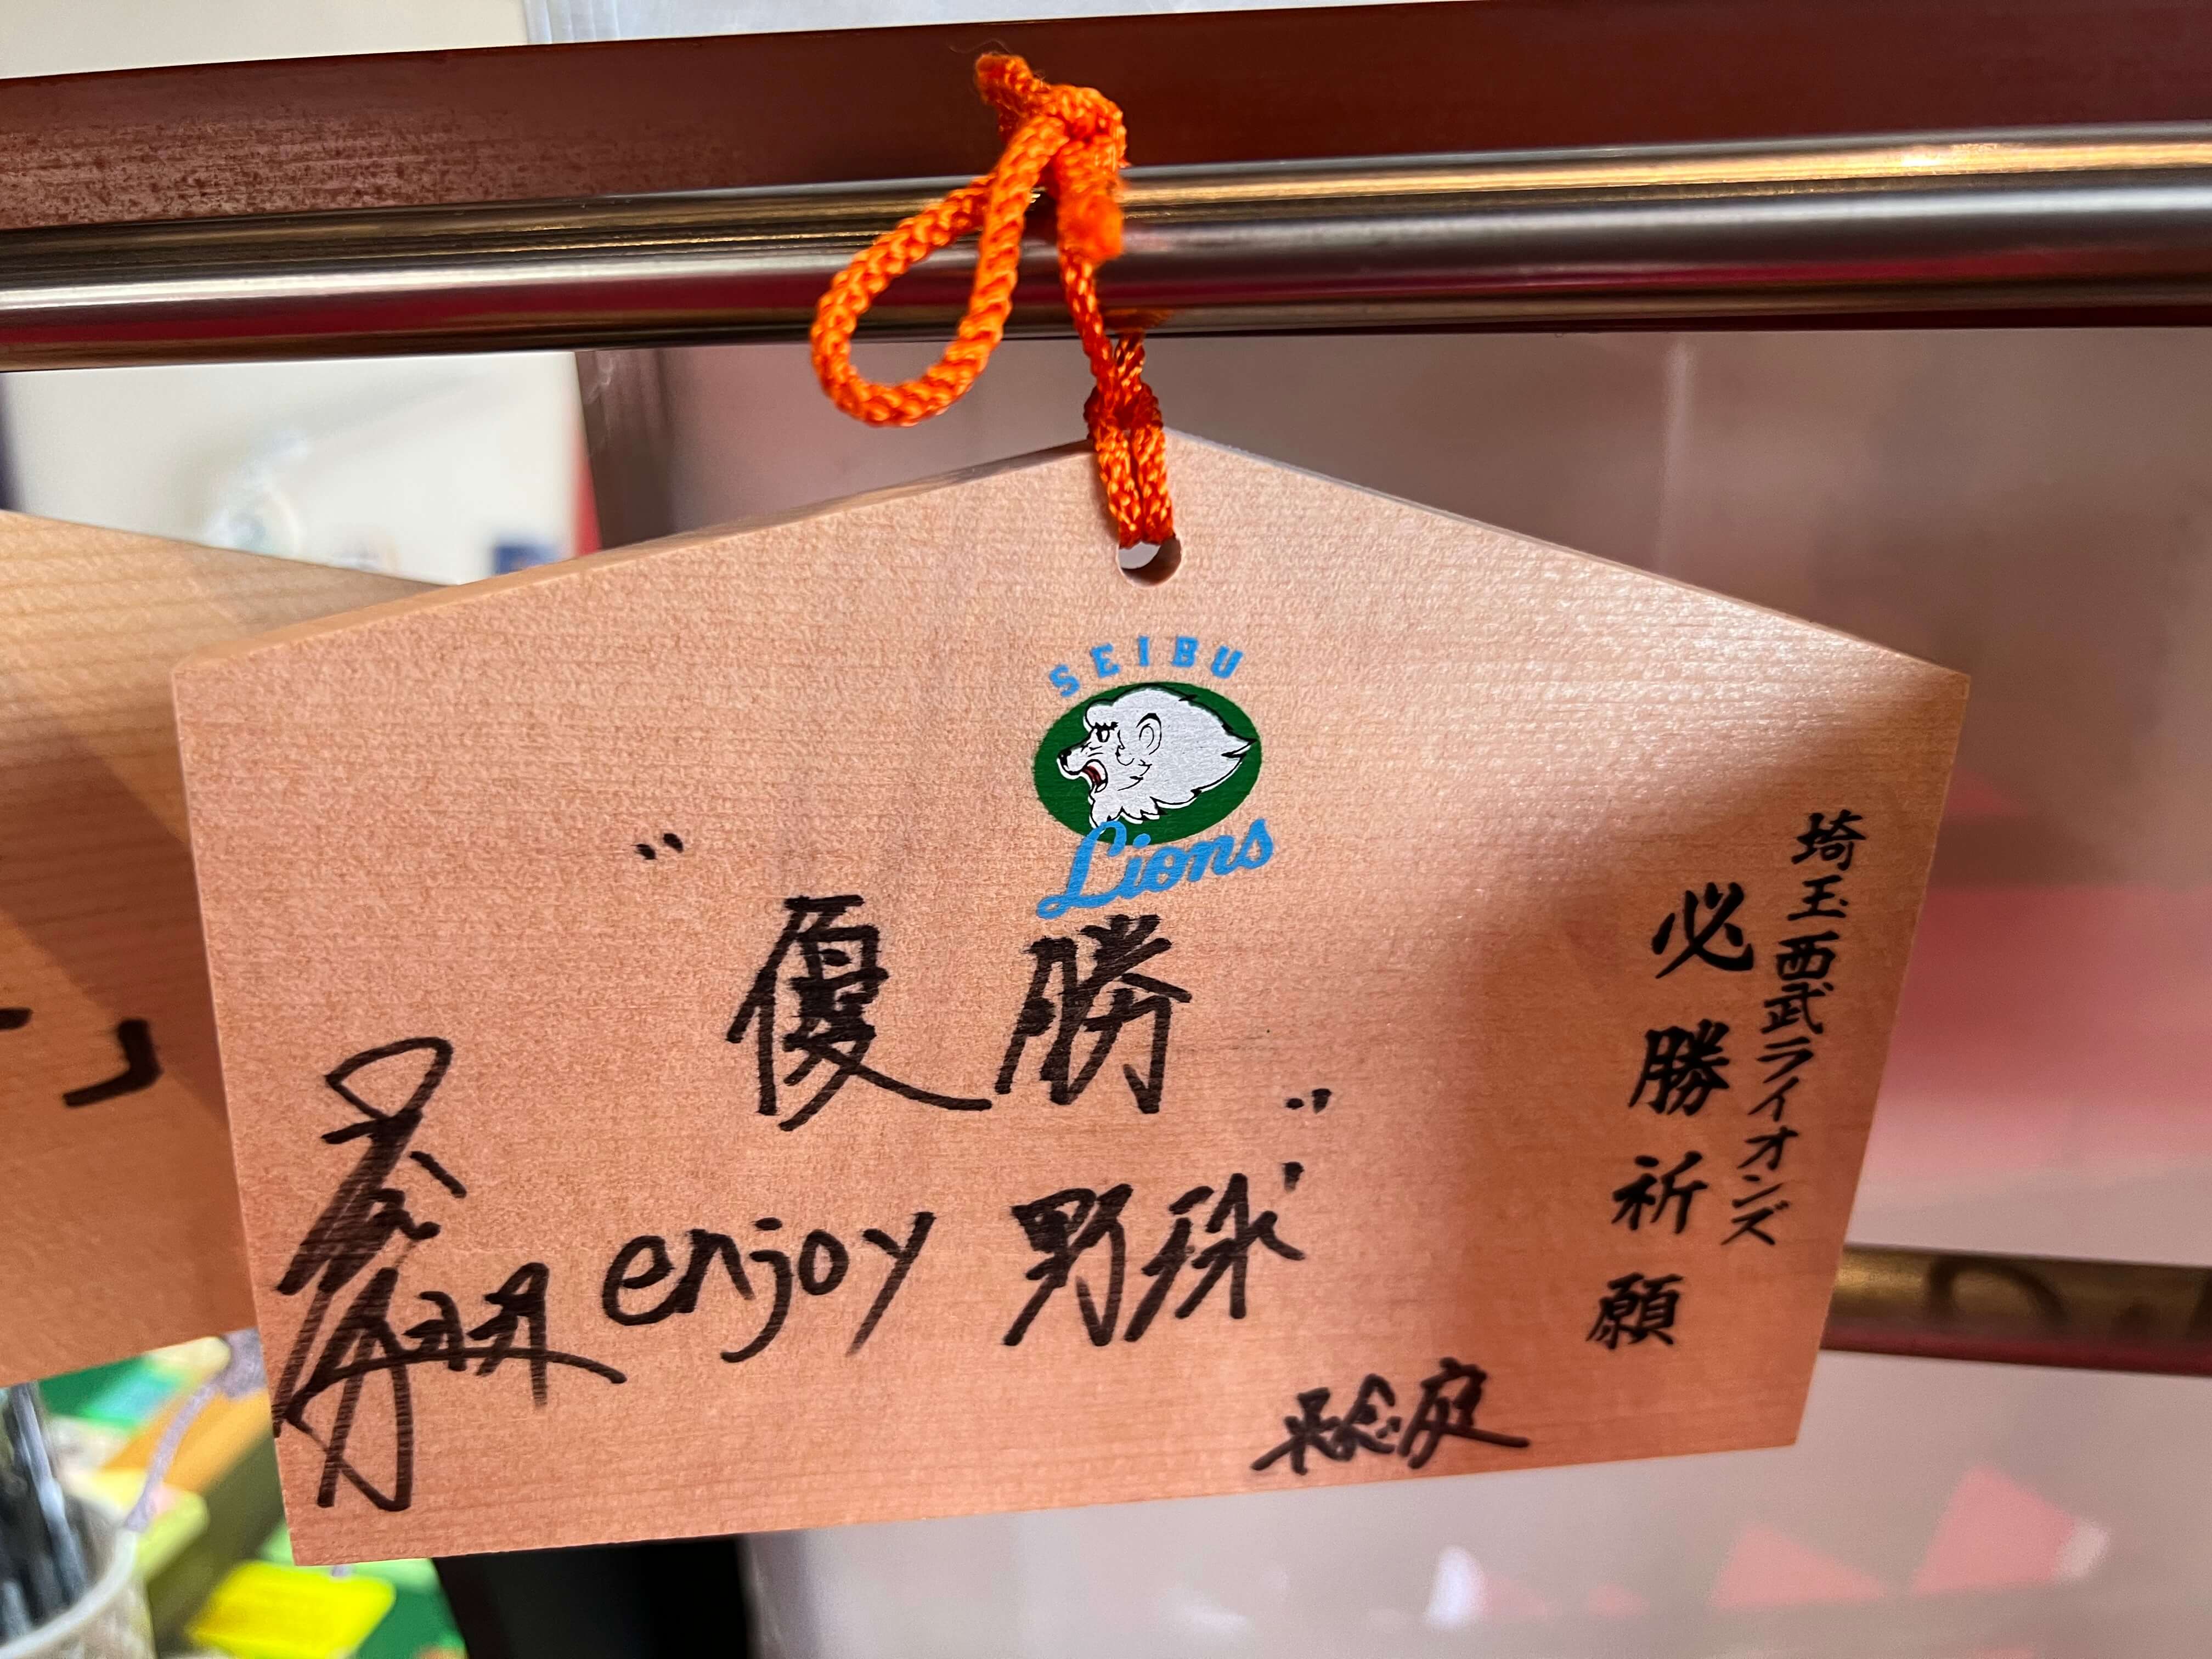 SEIBU
Lions
埼玉西武ライオンズ
必勝祈願
〝優勝〟
enjoy 野球"